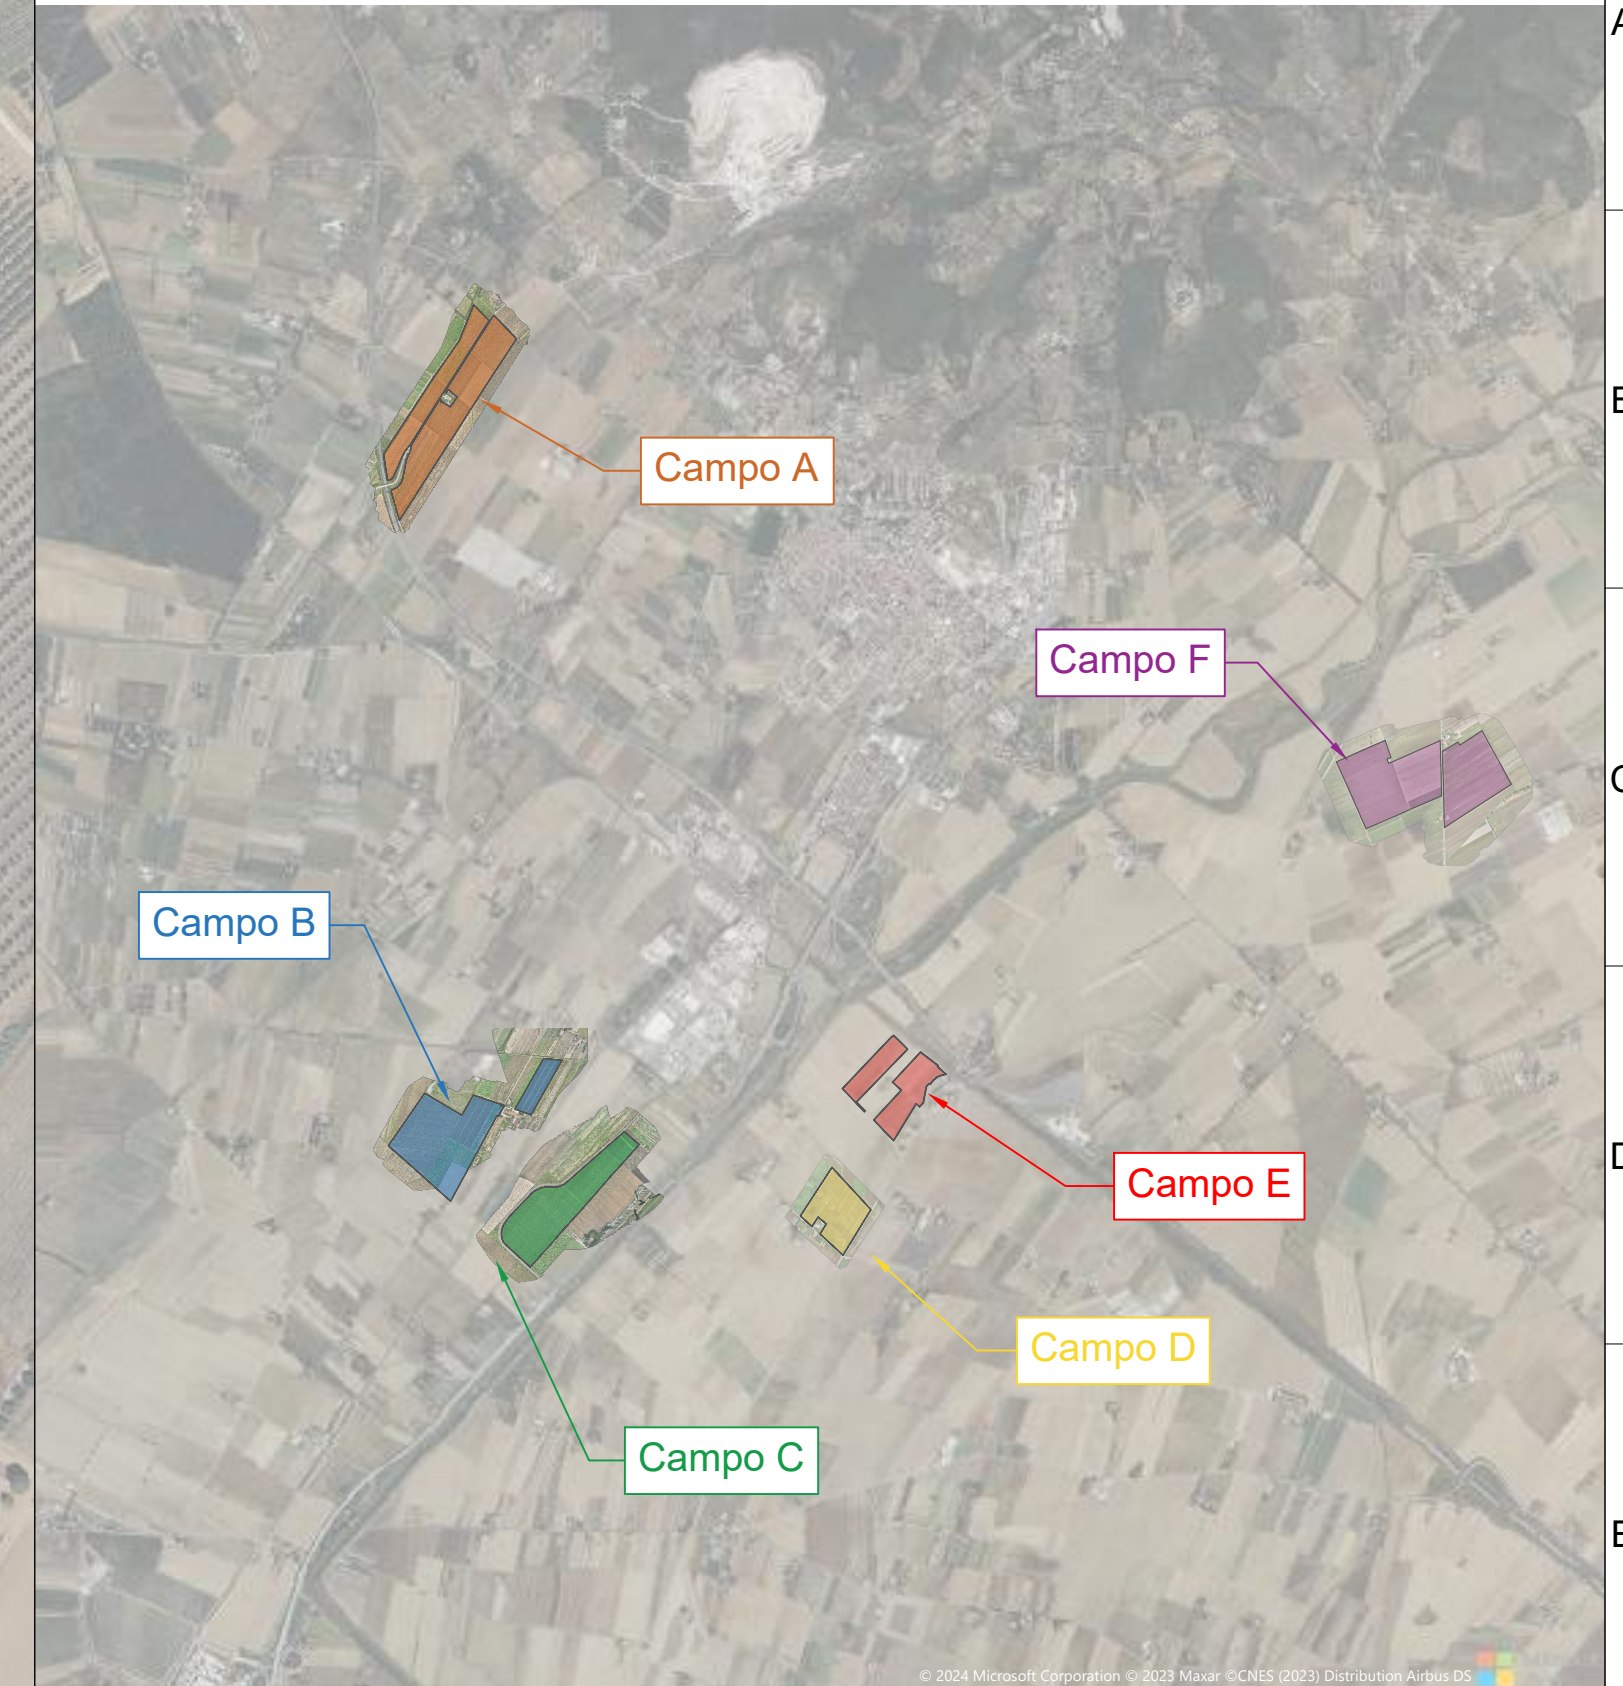 Campo A
Campo F
Campo B
Campo E
Campo D
Campo C
© 2024 Microsoft Corporation © 2023 Maxar ©CNES (2023) Distribution Airbus DS